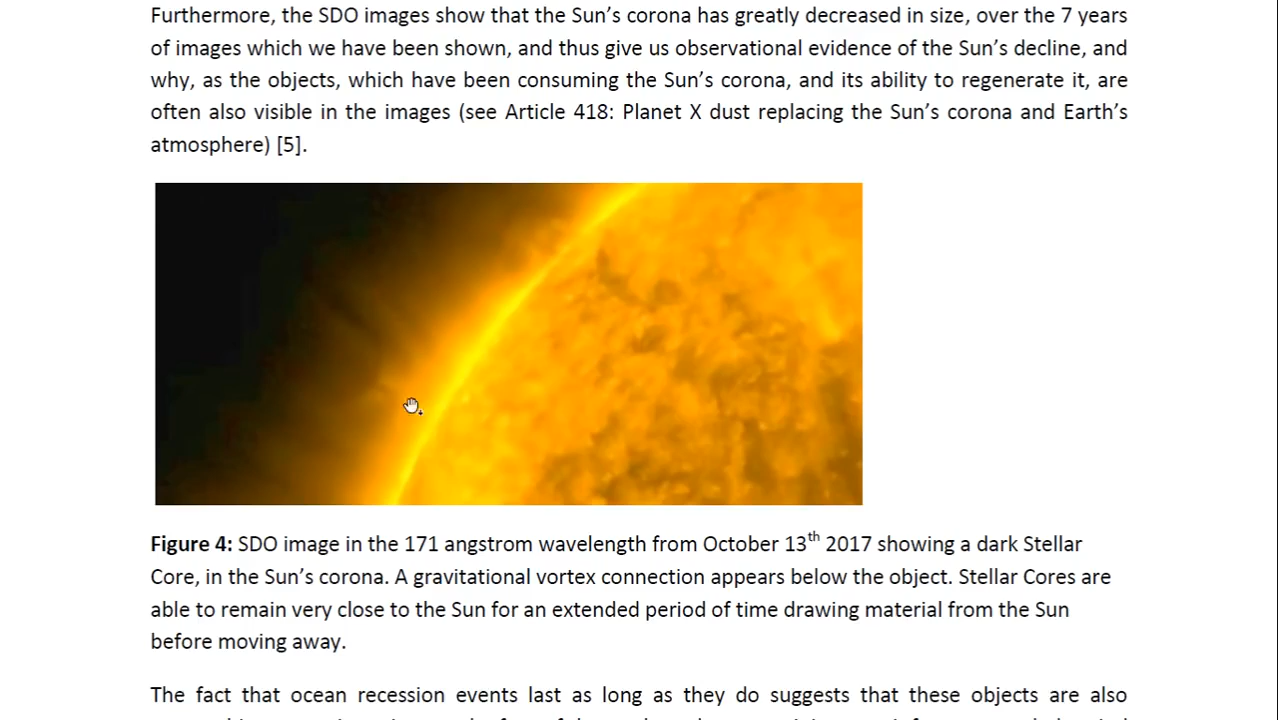 Furthermore, the SDO images show that the Sun’s corona has greatly decreased in size, over the 7 years
of images which we have been shown, and thus give us observational evidence of the Sun’s decline, and
why, as the objects, which have been consuming the Sun’s corona, and its ability to regenerate it, are
often also visible in the images (see Article 418: Planet X dust replacing the Sun’s corona and Earth’s
atmosphere) [5].
Figure 4: SDO image in the 171 angstrom wavelength from October 13th 2017 showing a dark Stellar
Core, in the Sun’s corona. A gravitational vortex connection appears below the object. Stellar Cores are
able to remain very close to the Sun for an extended period of time drawing material from the Sun
before moving away.
The fact that ocean recession events last as long as they do suggests that these objects are also